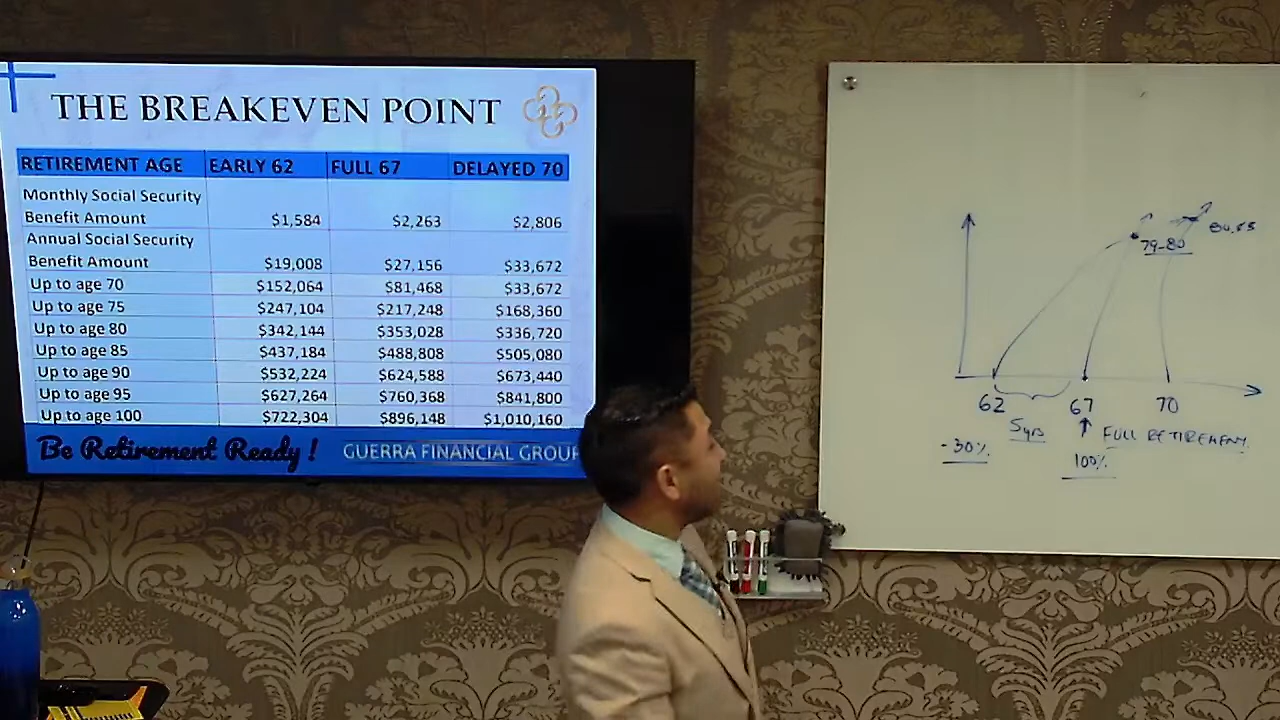 THE BREAKEVEN POINT
RETIREMENT AGE EARLY 62 FULL 67 DELAYED 70
Monthly Social Security
Benefit Amount $1,584 $2,263 $2,806
Annual Social Security
Benefit Amount $19,008 $27,156 $33,672
Up to age 70 $152,064 $81,468 $33,672
Up to age 75 $247,104 $217,248 $168,360
Up to age 80 $342,144 $353,028 $336,720
Up to age 85 $437,184 $488,808 $505,080
Up to age 90 $532,224 $624,588 $673,440
Up to age 95 $627,264 $760,368 $841,800
Up to age 100 $722,304 $896,148 $1,010,160
Be Retirement Ready !
GUERRA FINANCIAL GROUP
79-80
62 67 70
5yrs
FULL RETIREMENT
-30%
100%